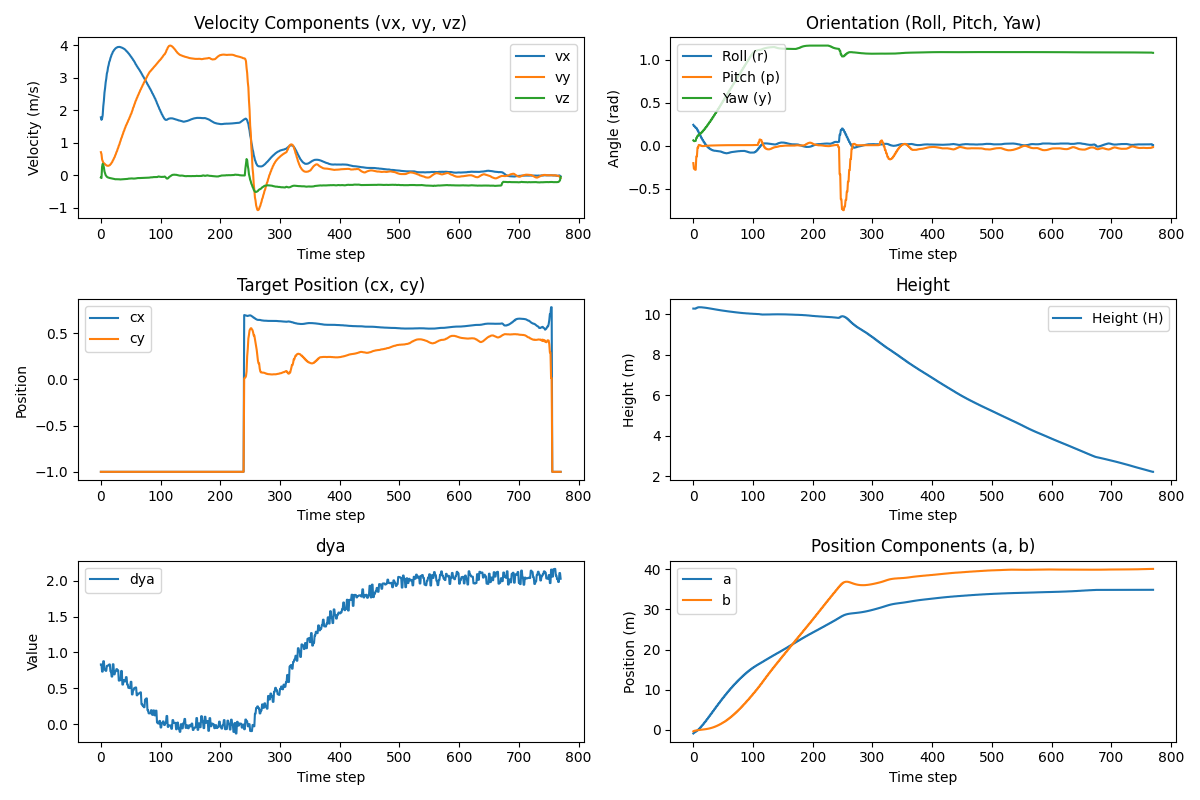 Velocity Components (vx, vy, vz)
4
3
2
1
0
−1
Velocity (m/s)
vx
vy
vz
0 100 200 300 400 500 600 700 800
Time step
Orientation (Roll, Pitch, Yaw)
1.0
0.5
0.0
−0.5
Angle (rad)
Roll (r)
Pitch (p)
Yaw (y)
0 100 200 300 400 500 600 700 800
Time step
Target Position (cx, cy)
0.5
0.0
−0.5
−1.0
Position
cx
cy
0 100 200 300 400 500 600 700 800
Time step
Height
10
8
6
4
2
Height (m)
Height (H)
0 100 200 300 400 500 600 700 800
Time step
dya
2.0
1.5
1.0
0.5
0.0
Value
dya
0 100 200 300 400 500 600 700 800
Time step
Position Components (a, b)
40
30
20
10
0
Position (m)
a
b
0 100 200 300 400 500 600 700 800
Time step